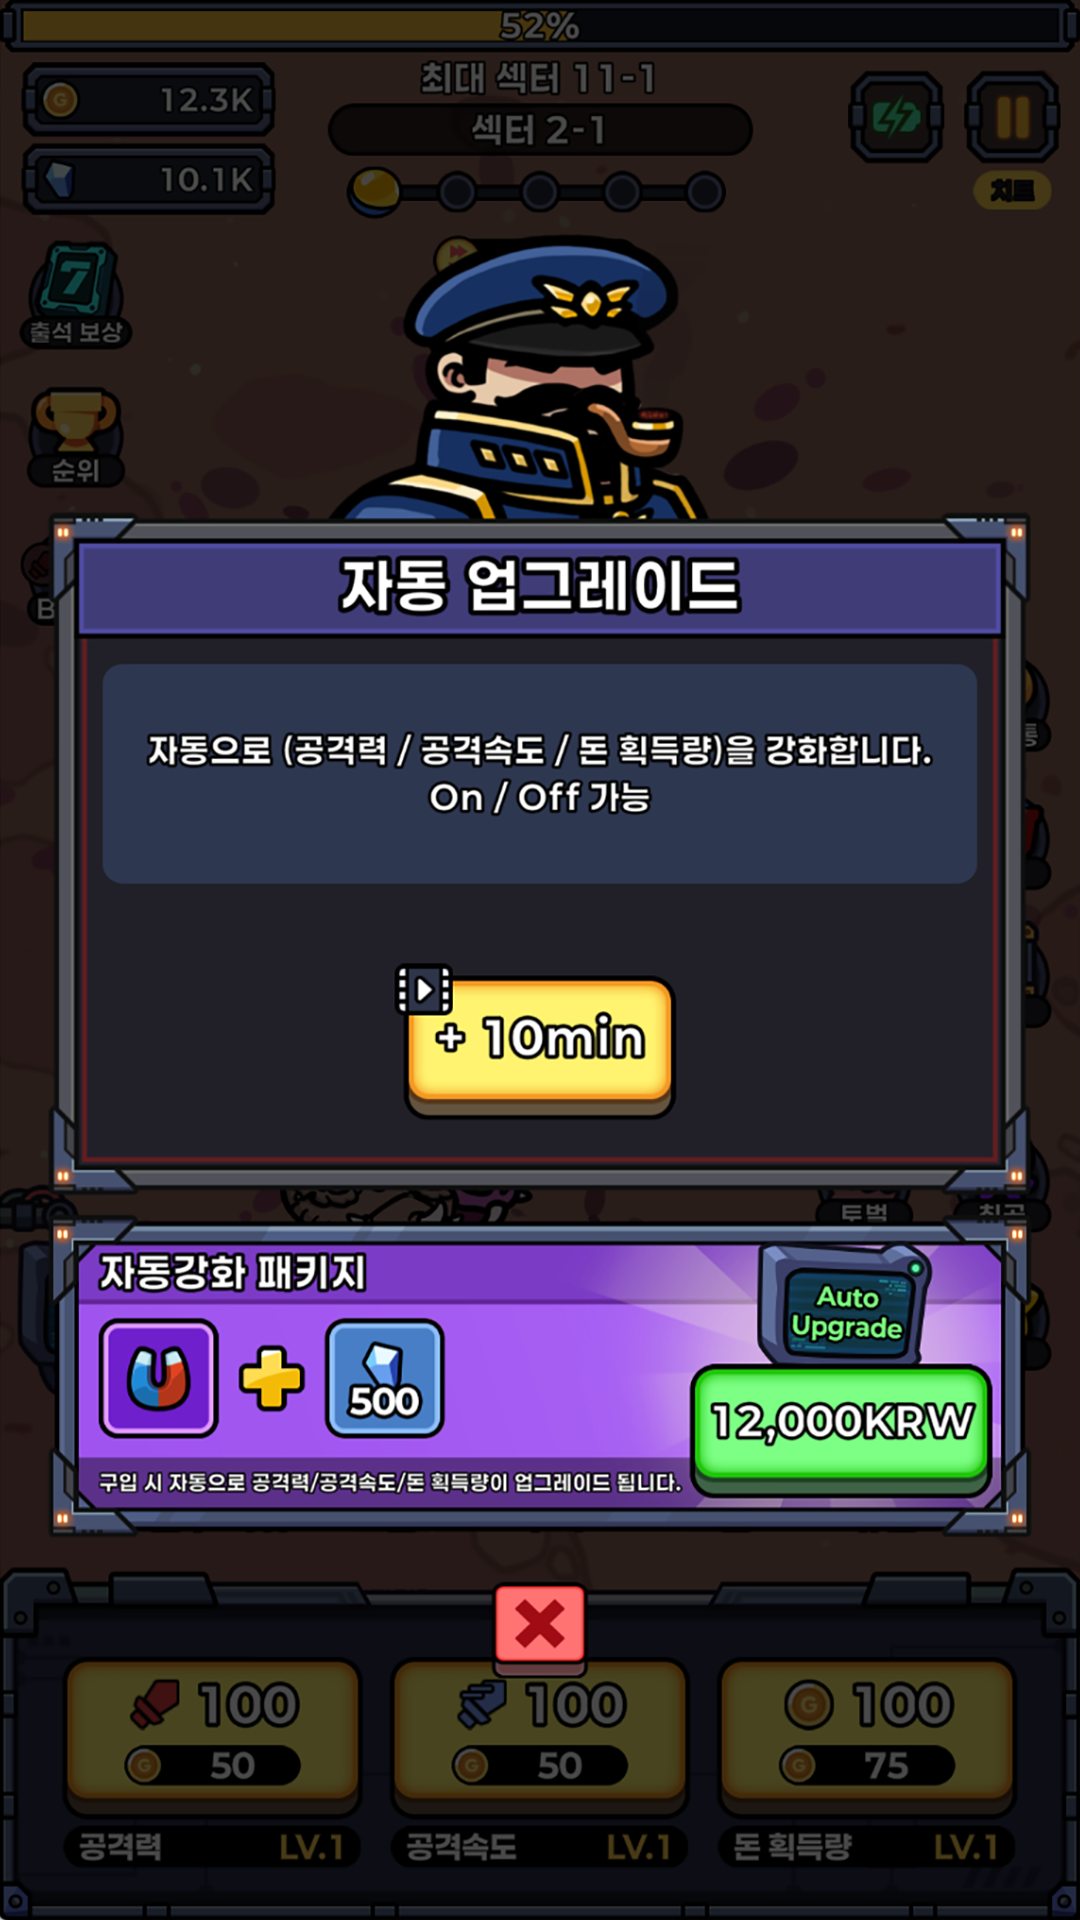 52%
최대 섹터 11-1
12.3K
섹터 2-1
10.1K
치트
7
출석 보상
순위
자동 업그레이드
B
자동으로 (공격력 / 공격속도 / 돈 획득량)을 강화합니다.
On / Off 가능
+ 10min
토벌
자동강화 패키지
Auto
Upgrade
500
12,000KRW
구입 시 자동으로 공격력/공격속도/돈 획득량이 업그레이드 됩니다.
100
100
G 100
G 50
G 50
G 75
공격력 LV.1
공격속도 LV.1
돈 획득량 LV.1